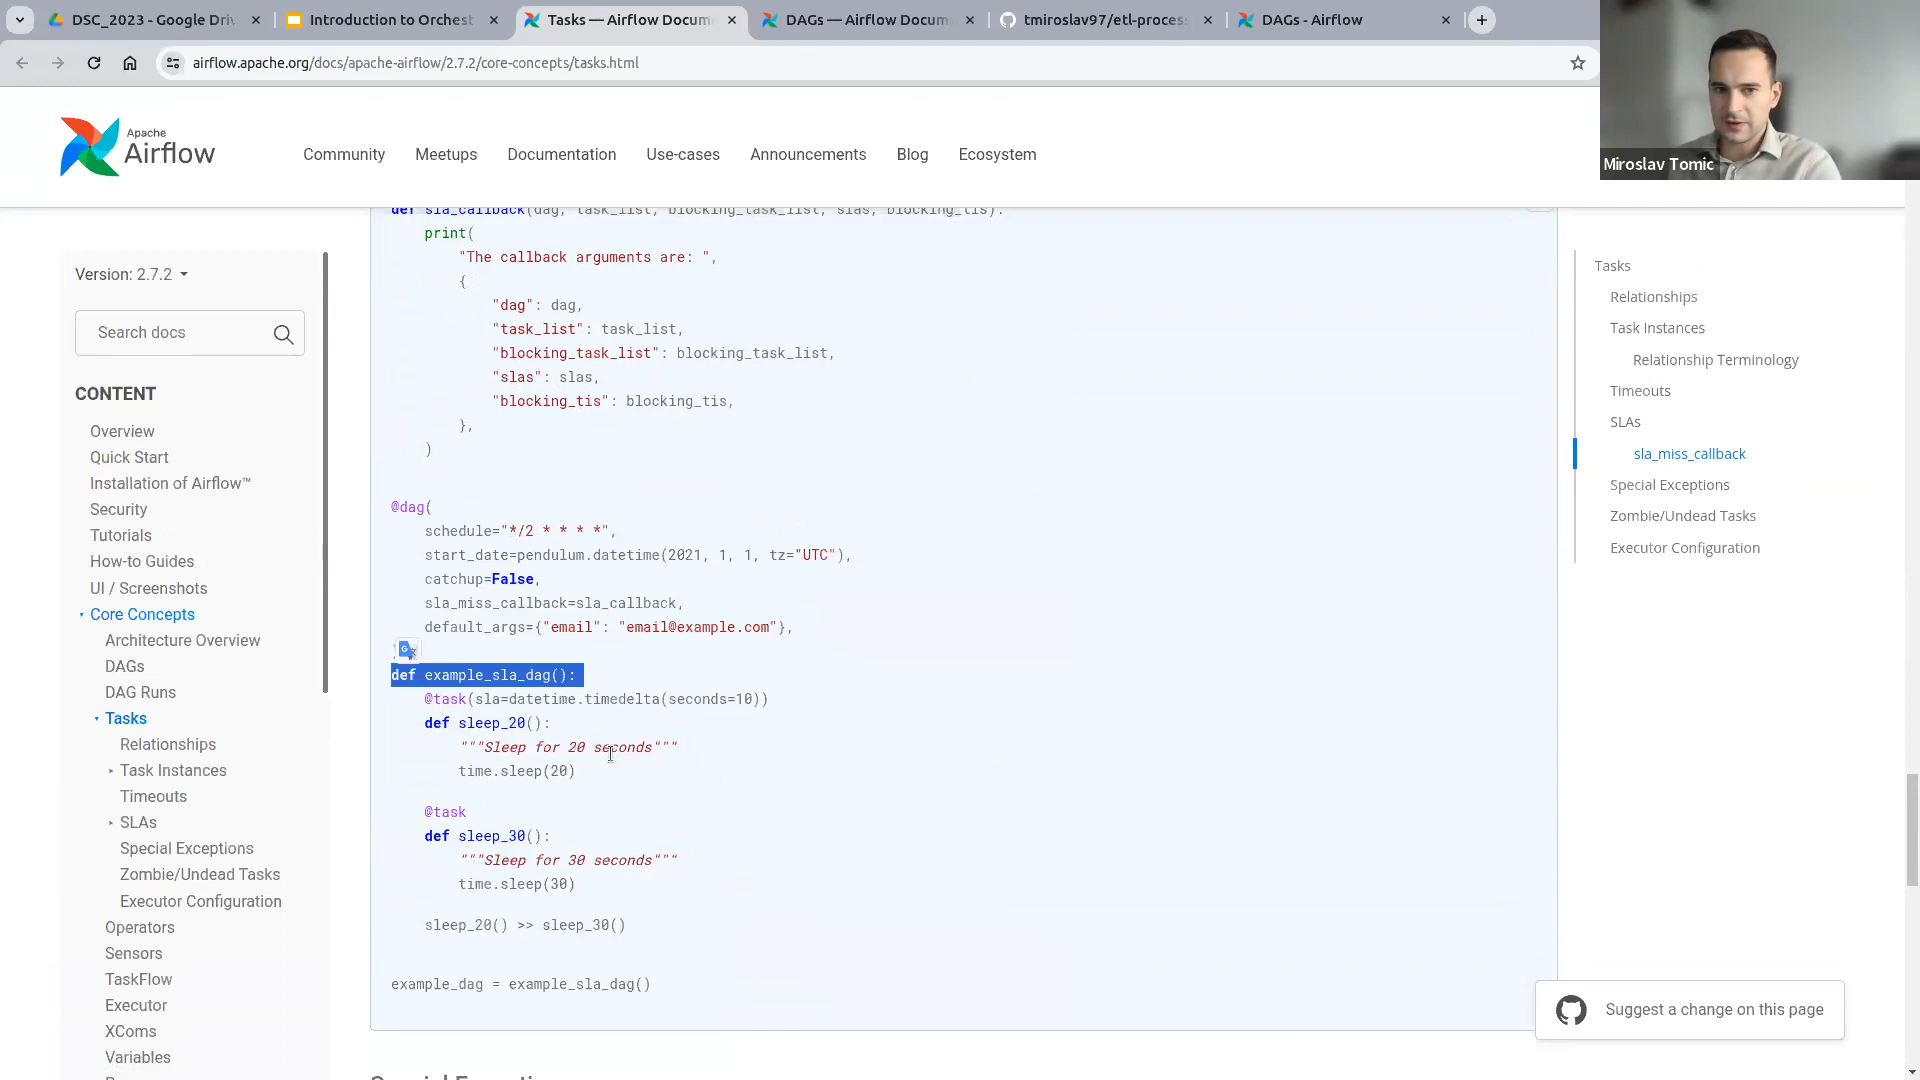 DSC_2023 - Google Driv
Introduction to Orchest
Tasks — Airflow Docum
DAGs — Airflow Docum
tmiroslav97/etl-process
DAGs - Airflow
airflow.apache.org/docs/apache-airflow/2.7.2/core-concepts/tasks.html
Miroslav Tomic
Apache
Airflow
Community
Meetups
Documentation
Use-cases
Announcements
Blog
Ecosystem
Version: 2.7.2
Search docs
CONTENT
Overview
Quick Start
Installation of Airflow™
Security
Tutorials
How-to Guides
UI / Screenshots
Core Concepts
Architecture Overview
DAGs
DAG Runs
Tasks
Relationships
Task Instances
Timeouts
SLAs
Special Exceptions
Zombie/Undead Tasks
Executor Configuration
Operators
Sensors
TaskFlow
Executor
XComs
Variables
def sla_callback(dag, task_list, blocking_task_list, slas, blocking_tis):
print(
"The callback arguments are: ",
{
"dag": dag,
"task_list": task_list,
"blocking_task_list": blocking_task_list,
"slas": slas,
"blocking_tis": blocking_tis,
},
)
@dag(
schedule="*/2 * * * *",
start_date=pendulum.datetime(2021, 1, 1, tz="UTC"),
catchup=False,
sla_miss_callback=sla_callback,
default_args={"email": "email@example.com"},
def example_sla_dag():
@task(sla=datetime.timedelta(seconds=10))
def sleep_20():
"""Sleep for 20 seconds"""
time.sleep(20)
@task
def sleep_30():
"""Sleep for 30 seconds"""
time.sleep(30)
sleep_20() >> sleep_30()
example_dag = example_sla_dag()
Tasks
Relationships
Task Instances
Relationship Terminology
Timeouts
SLAs
sla_miss_callback
Special Exceptions
Zombie/Undead Tasks
Executor Configuration
Suggest a change on this page